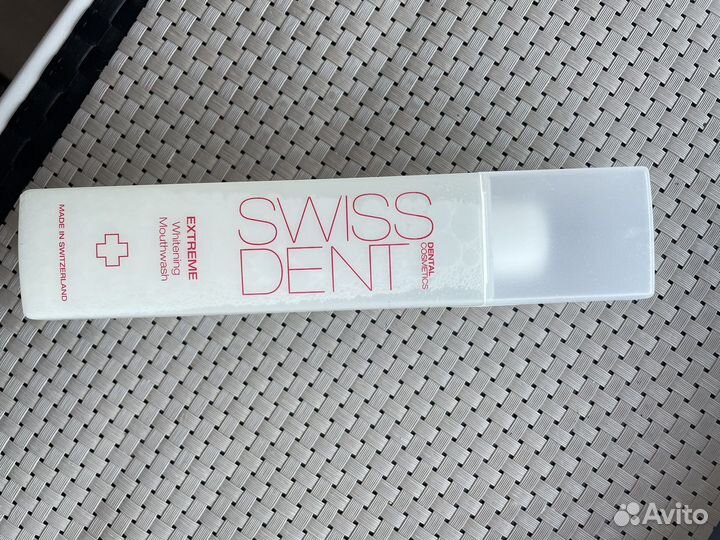 SWISS
DENT
DENTAL
COSMETICS
EXTREME
Whitening
Mouthwash
MADE IN SWITZERLAND
Avito